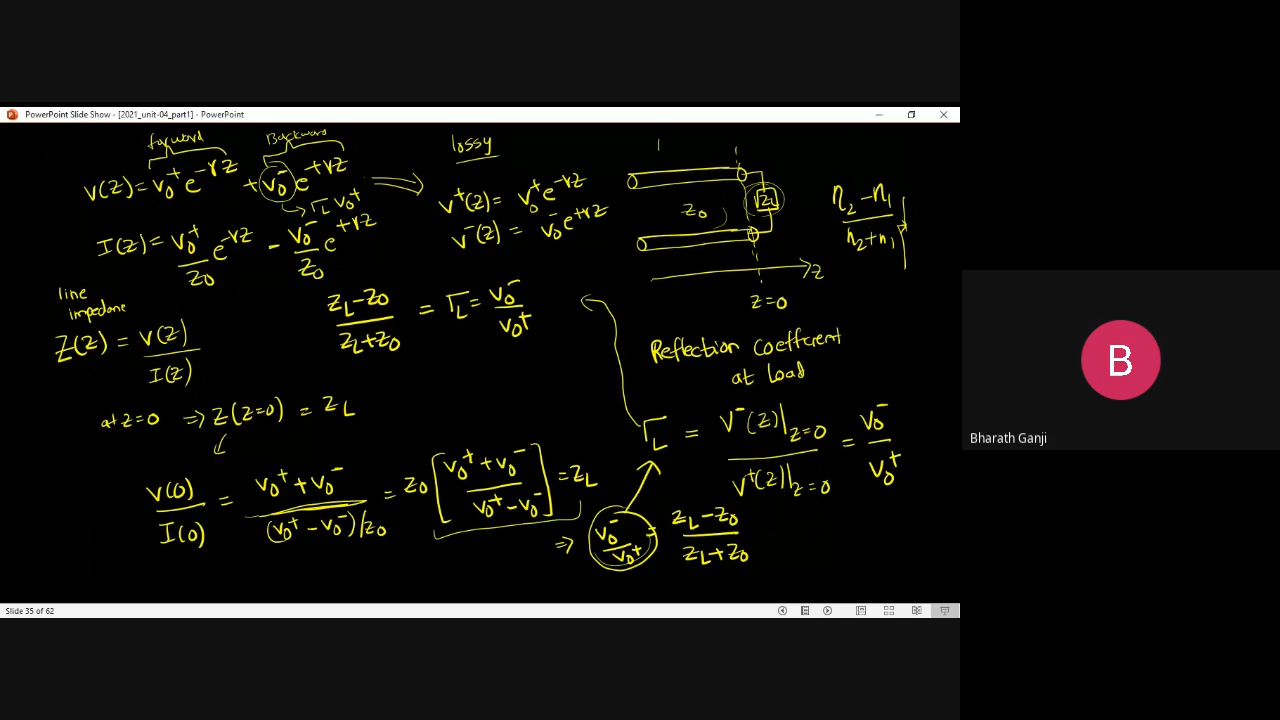 PowerPoint Slide Show - [2021_unit-04_part1] - PowerPoint
forward
Backward
V(z) = V₀⁺ e^{-γz} + V₀⁻ e^{+γz}
→ Γ_L V₀⁺
I(z) = V₀⁺/Z₀ e^{-γz} - V₀⁻/Z₀ e^{+γz}
lossy
V⁺(z) = V₀⁺ e^{-γz}
V⁻(z) = V₀⁻ e^{+γz}
Z_L
Z₀
z
z=0
η₂-η₁/η₂+η₁
line
impedance
Z(z) = V(z)/I(z)
Z_L-Z₀/Z_L+Z₀ = Γ_L = V₀⁻/V₀⁺
at z=0 ⇒ Z(z=0) = Z_L
V(0)/I(0) = V₀⁺+V₀⁻/(V₀⁺-V₀⁻)/Z₀ = Z₀[V₀⁺+V₀⁻/V₀⁺-V₀⁻] = Z_L
⇒ V₀⁻/V₀⁺ = Z_L-Z₀/Z_L+Z₀
Reflection coefficient
at Load
Γ_L = V⁻(z)|z=0/V⁺(z)|z=0 = V₀⁻/V₀⁺
Slide 35 of 62
B
Bharath Ganji